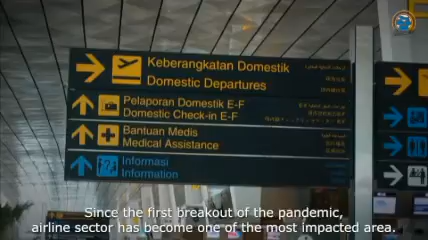 Keberangkatan Domestik
Domestic Departures
Pelaporan Domestik E-F
Domestic Check-in E-F
Bantuan Medis
Medical Assistance
Informasi
Information
Since the first breakout of the pandemic,
airline sector has become one of the most impacted area.